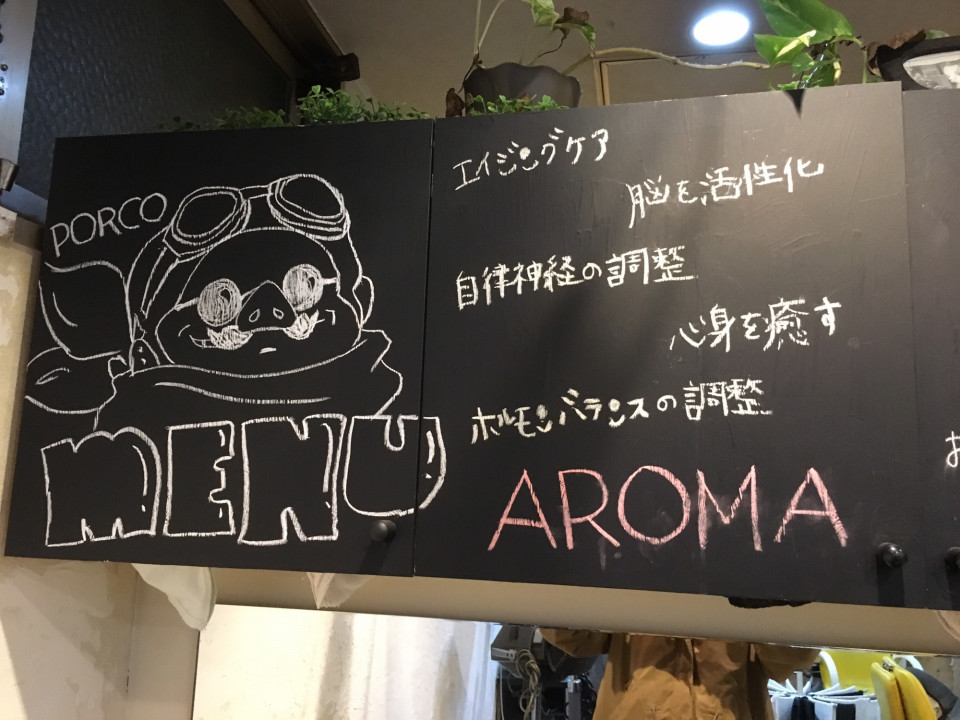 PORCO
MENU
エイジングケア
脳を活性化
自律神経の調整
心身を癒す
ホルモンバランスの調整
AROMA
お